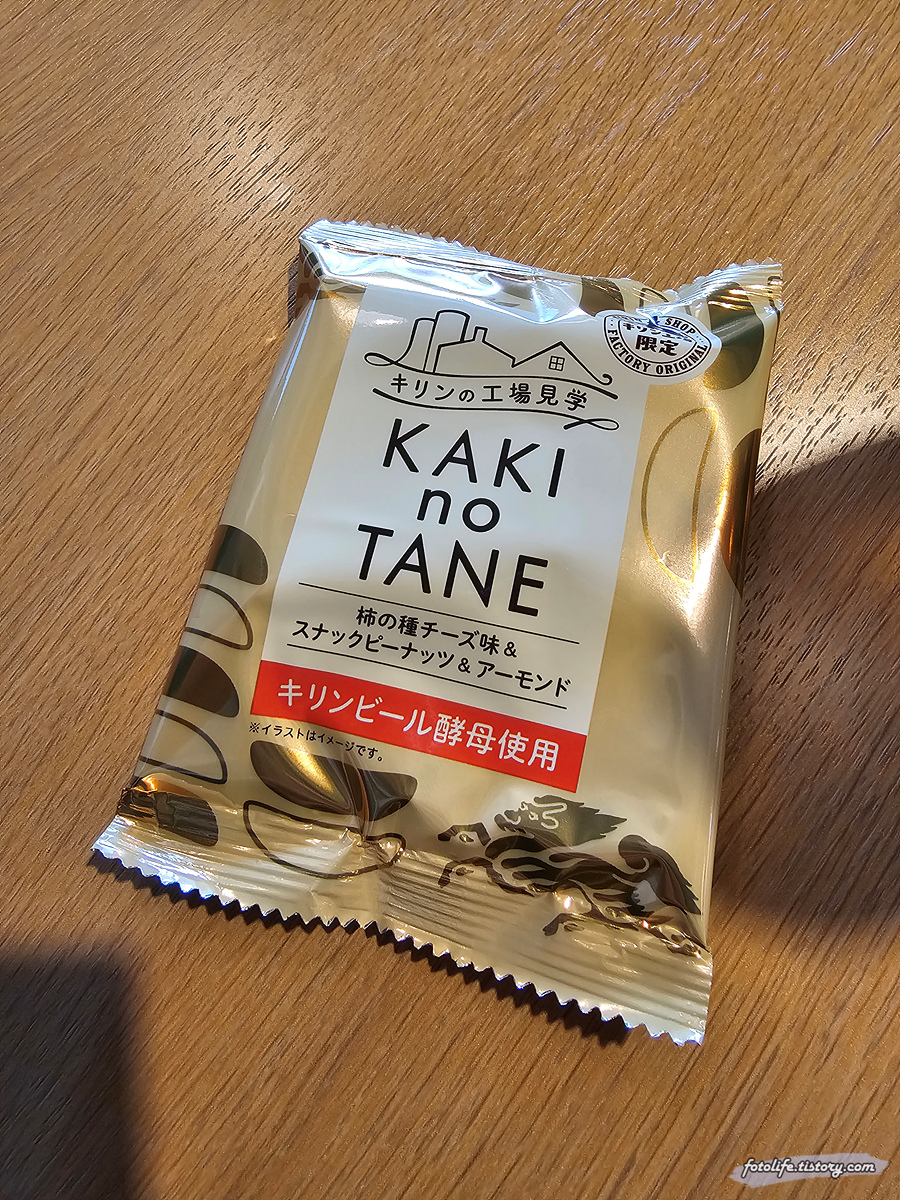 SHOP
限定
FACTORY ORIGINAL
キリンの工場見学
KAKI
no
TANE
柿の種チーズ味&
スナックピーナッツ&アーモンド
キリンビール酵母使用
※イラストはイメージです。
fotolife.tistory.com